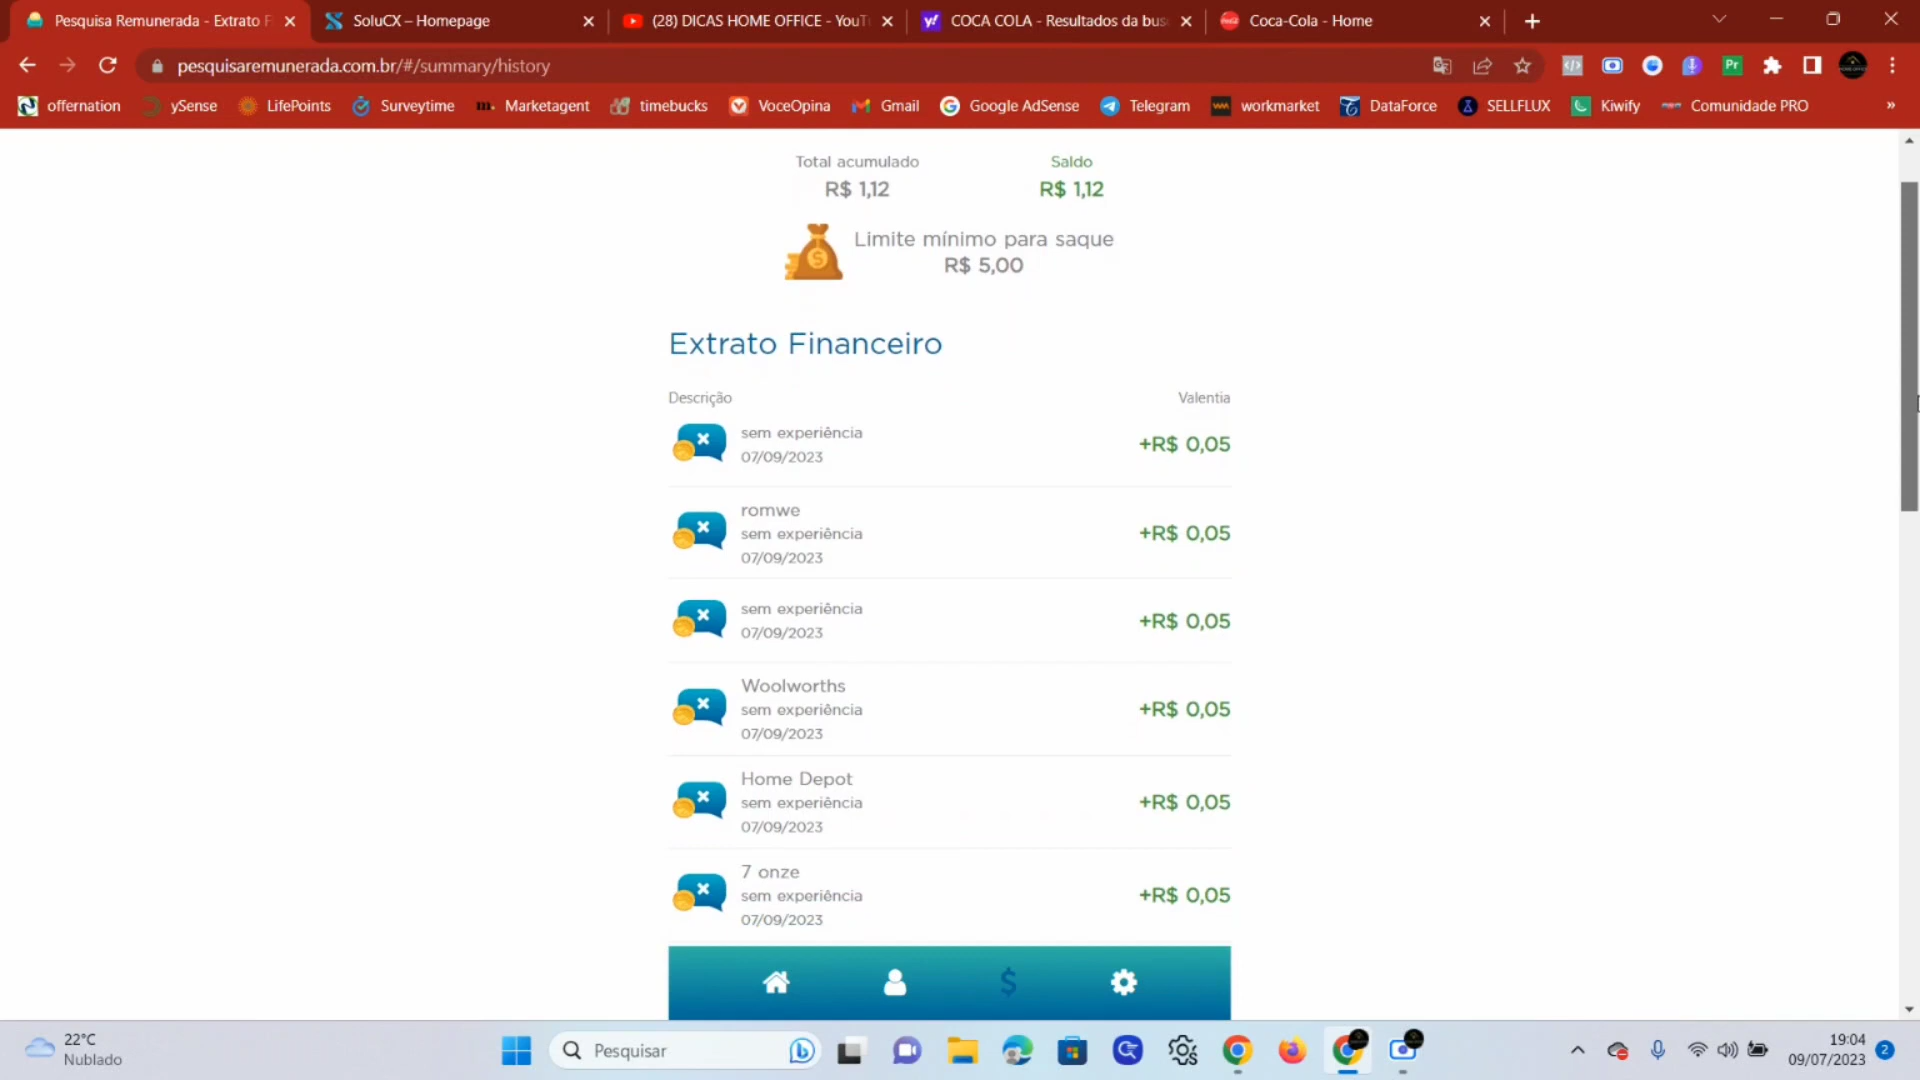 Pesquisa Remunerada - Extrato F
SoluCX – Homepage
(28) DICAS HOME OFFICE - YouT
COCA COLA - Resultados da bus
Coca-Cola - Home
pesquisaremunerada.com.br/#/summary/history
offernation
ySense
LifePoints
Surveytime
Marketagent
timebucks
VoceOpina
Gmail
Google AdSense
Telegram
workmarket
DataForce
SELLFLUX
Kiwify
Comunidade PRO
»
Total acumulado
R$ 1,12
Saldo
R$ 1,12
Limite mínimo para saque
R$ 5,00
Extrato Financeiro
Descrição
Valentia
sem experiência
07/09/2023
+R$ 0,05
romwe
sem experiência
07/09/2023
+R$ 0,05
sem experiência
07/09/2023
+R$ 0,05
Woolworths
sem experiência
07/09/2023
+R$ 0,05
Home Depot
sem experiência
07/09/2023
+R$ 0,05
7 onze
sem experiência
07/09/2023
+R$ 0,05
22°C
Nublado
Pesquisar
19:04
09/07/2023
2